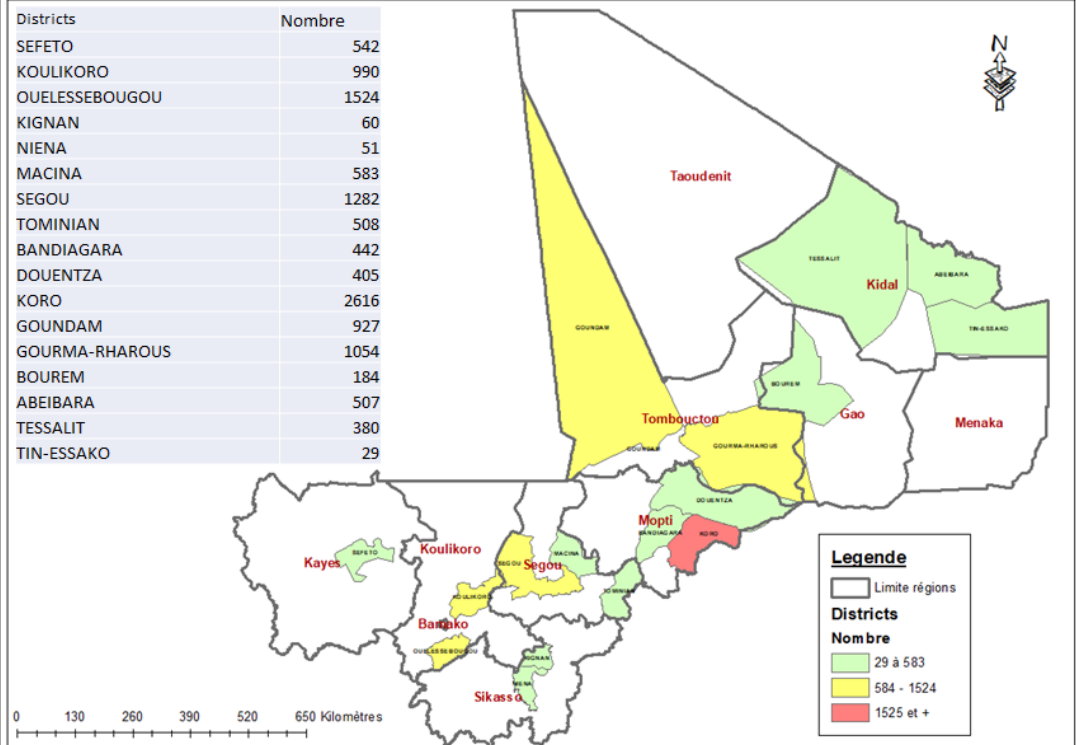 Districts Nombre
SEFETO 542
KOULIKORO 990
OUELESSEBOUGOU 1524
KIGNAN 60
NIENA 51
MACINA 583
SEGOU 1282
TOMINIAN 508
BANDIAGARA 442
DOUENTZA 405
KORO 2616
GOUNDAM 927
GOURMA-RHAROUS 1054
BOUREM 184
ABEIBARA 507
TESSALIT 380
TIN-ESSAKO 29
N
Taoudenit
TESSALIT
ABEIBARA
Kidal
TIN-ESSAKO
GOUNDAM
BOUREM
Tombouctou
Gao
Menaka
GOUNDAM
GOURMA-RHAROUS
DOUENTZA
Mopti
BANDIAGARA
KORO
Kayes
SEFETO
Koulikoro
SEGOU
Segou
MACINA
TOMINIAN
KOULIKORO
Bamako
OUELESSEBOUGOU
KIGNAN
NIENA
Sikasso
Legende
Limite régions
Districts
Nombre
29 à 583
584 - 1524
1525 et +
0 130 260 390 520 650 Kilomètres